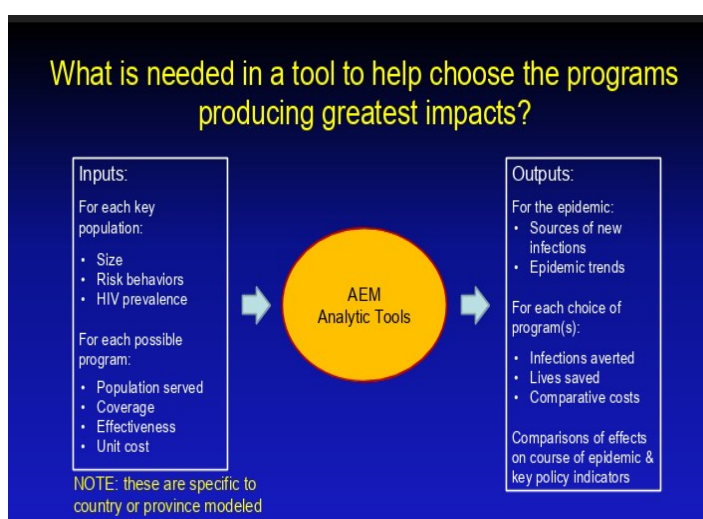 What is needed in a tool to help choose the programs
producing greatest impacts?
Inputs:
For each key
population:
• Size
• Risk behaviors
• HIV prevalence
For each possible
program:
• Population served
• Coverage
• Effectiveness
• Unit cost
NOTE: these are specific to
country or province modeled
AEM
Analytic Tools
Outputs:
For the epidemic:
• Sources of new
infections
• Epidemic trends
For each choice of
program(s):
• Infections averted
• Lives saved
• Comparative costs
Comparisons of effects
on course of epidemic &
key policy indicators